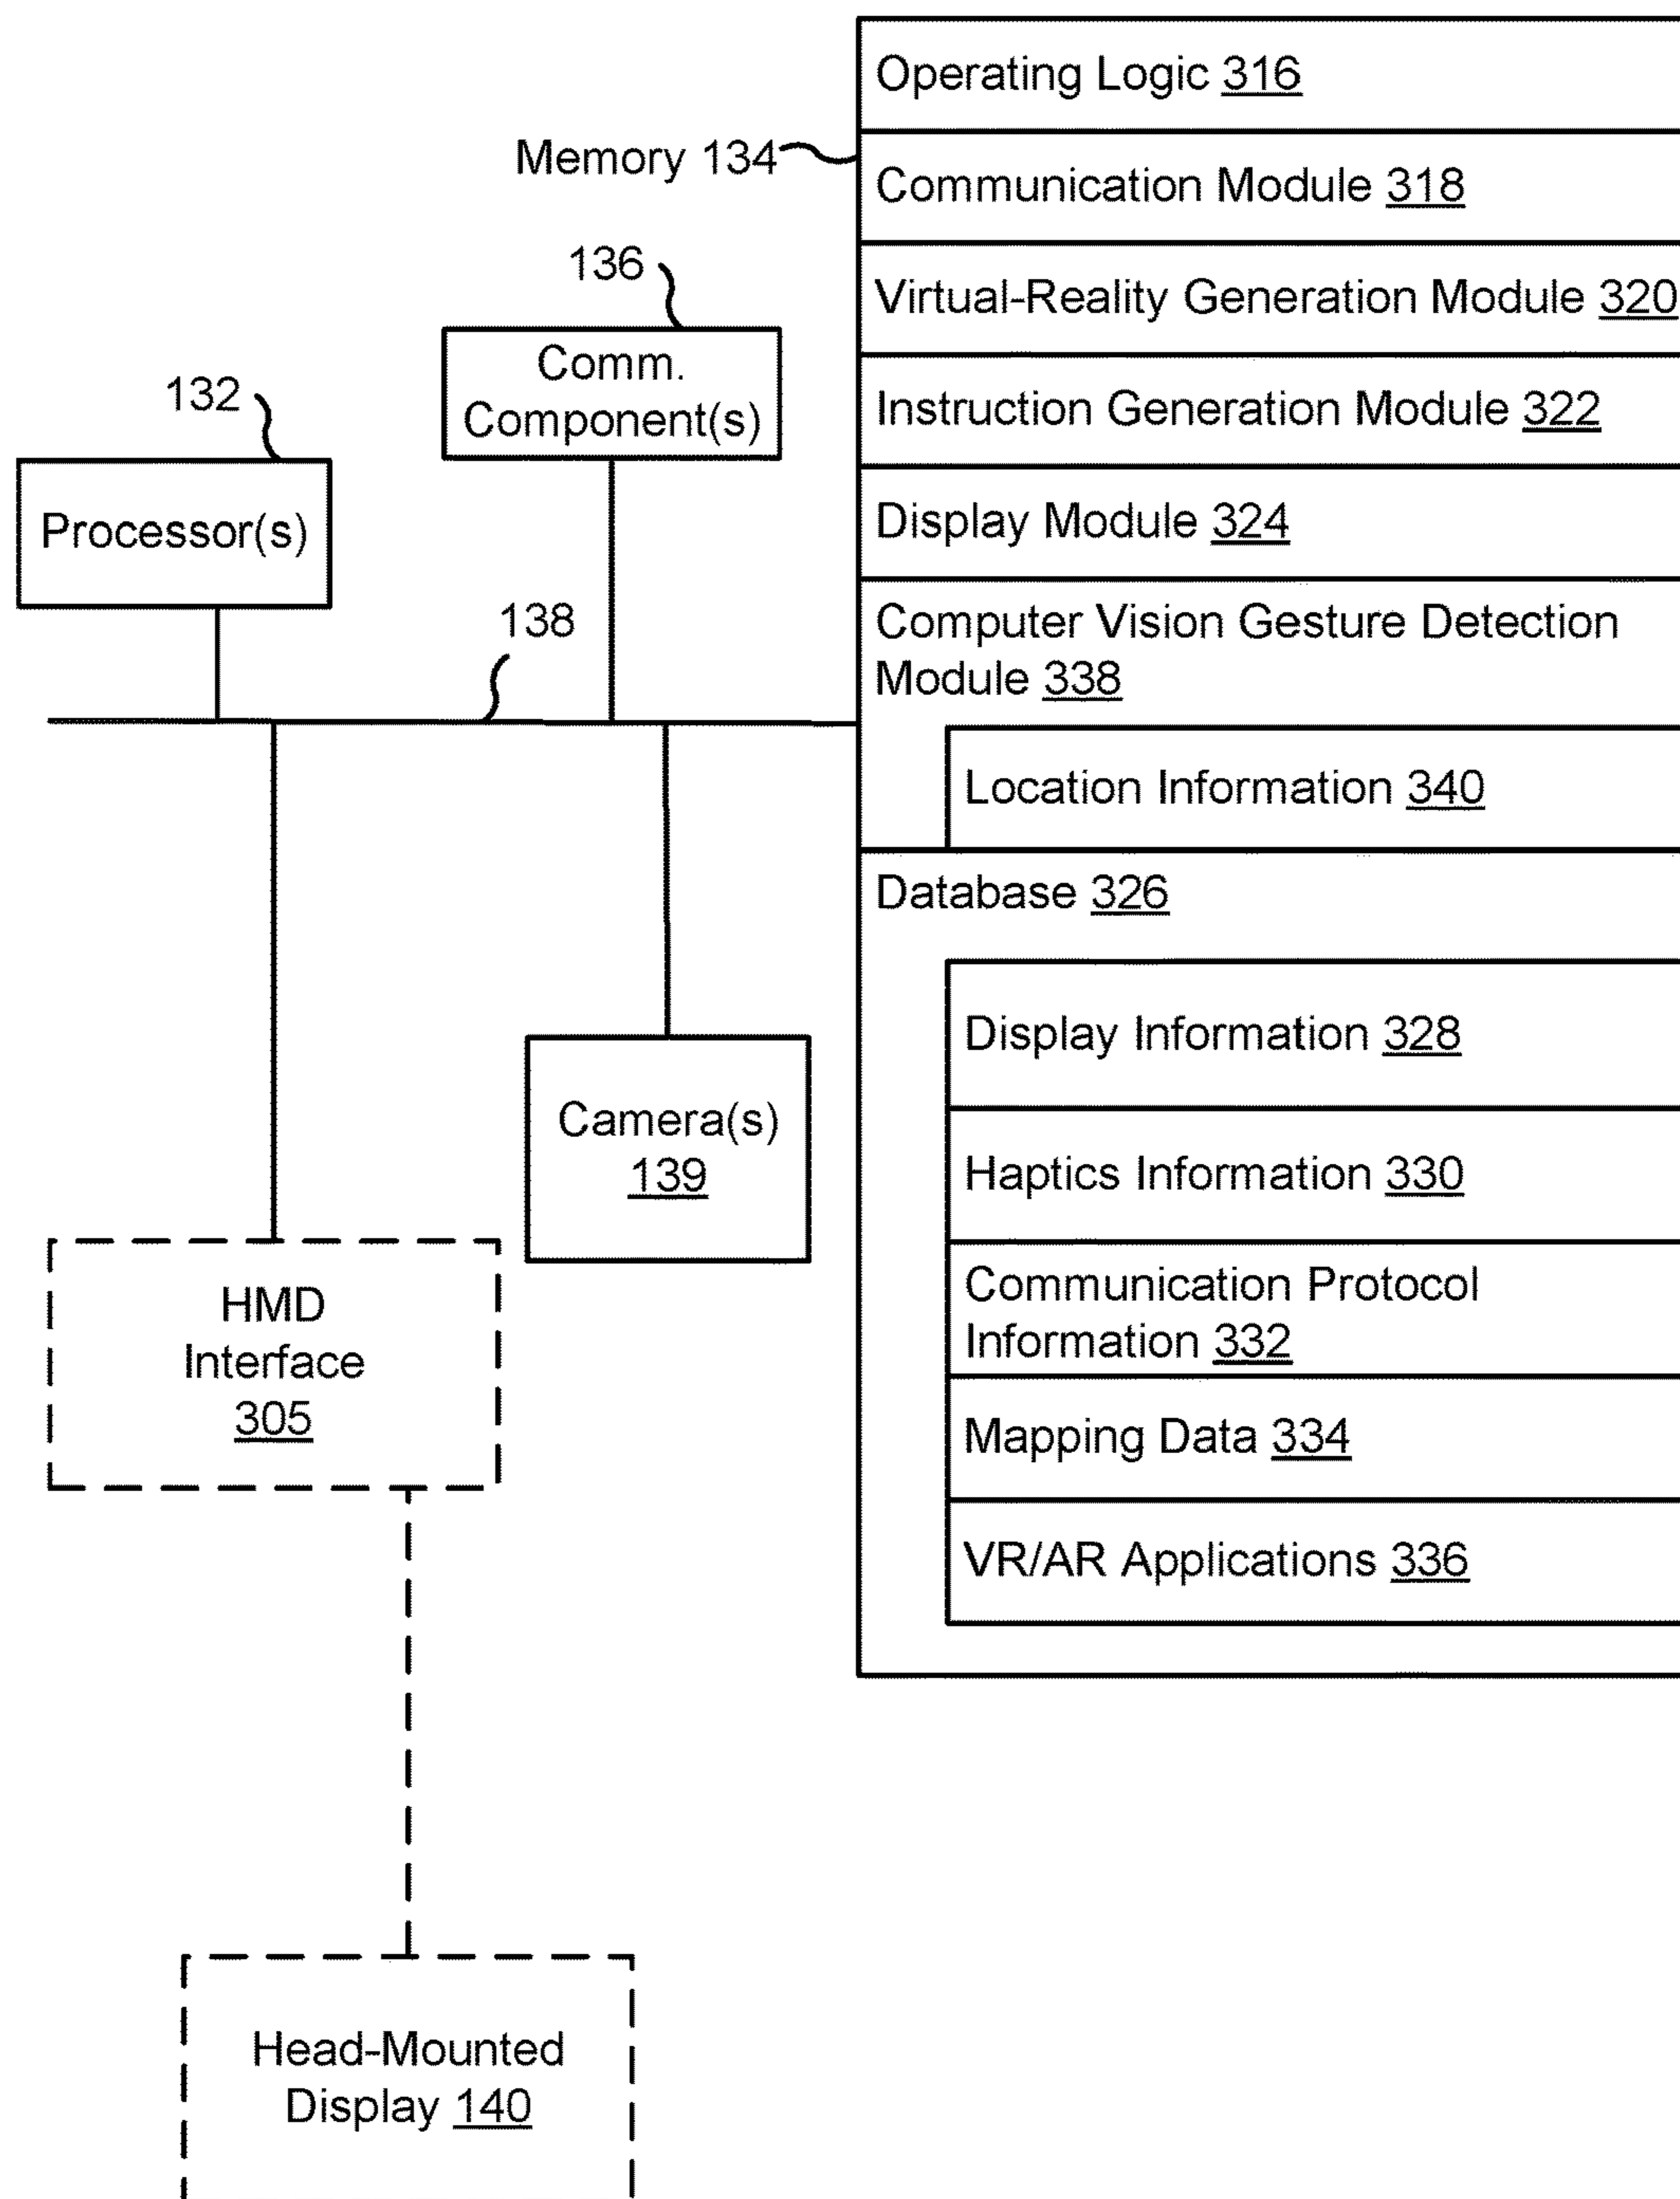 Operating Logic 316
Memory 134
Communication Module 318
136
Virtual-Reality Generation Module 320
Comm.
Component(s)
132
Instruction Generation Module 322
Processor(s)
Display Module 324
138
Computer Vision Gesture Detection
Module 338
Location Information 340
Database 326
Display Information 328
Camera(s)
139
Haptics Information 330
HMD
Interface
305
Communication Protocol
Information 332
Mapping Data 334
VR/AR Applications 336
Head-Mounted
Display 140